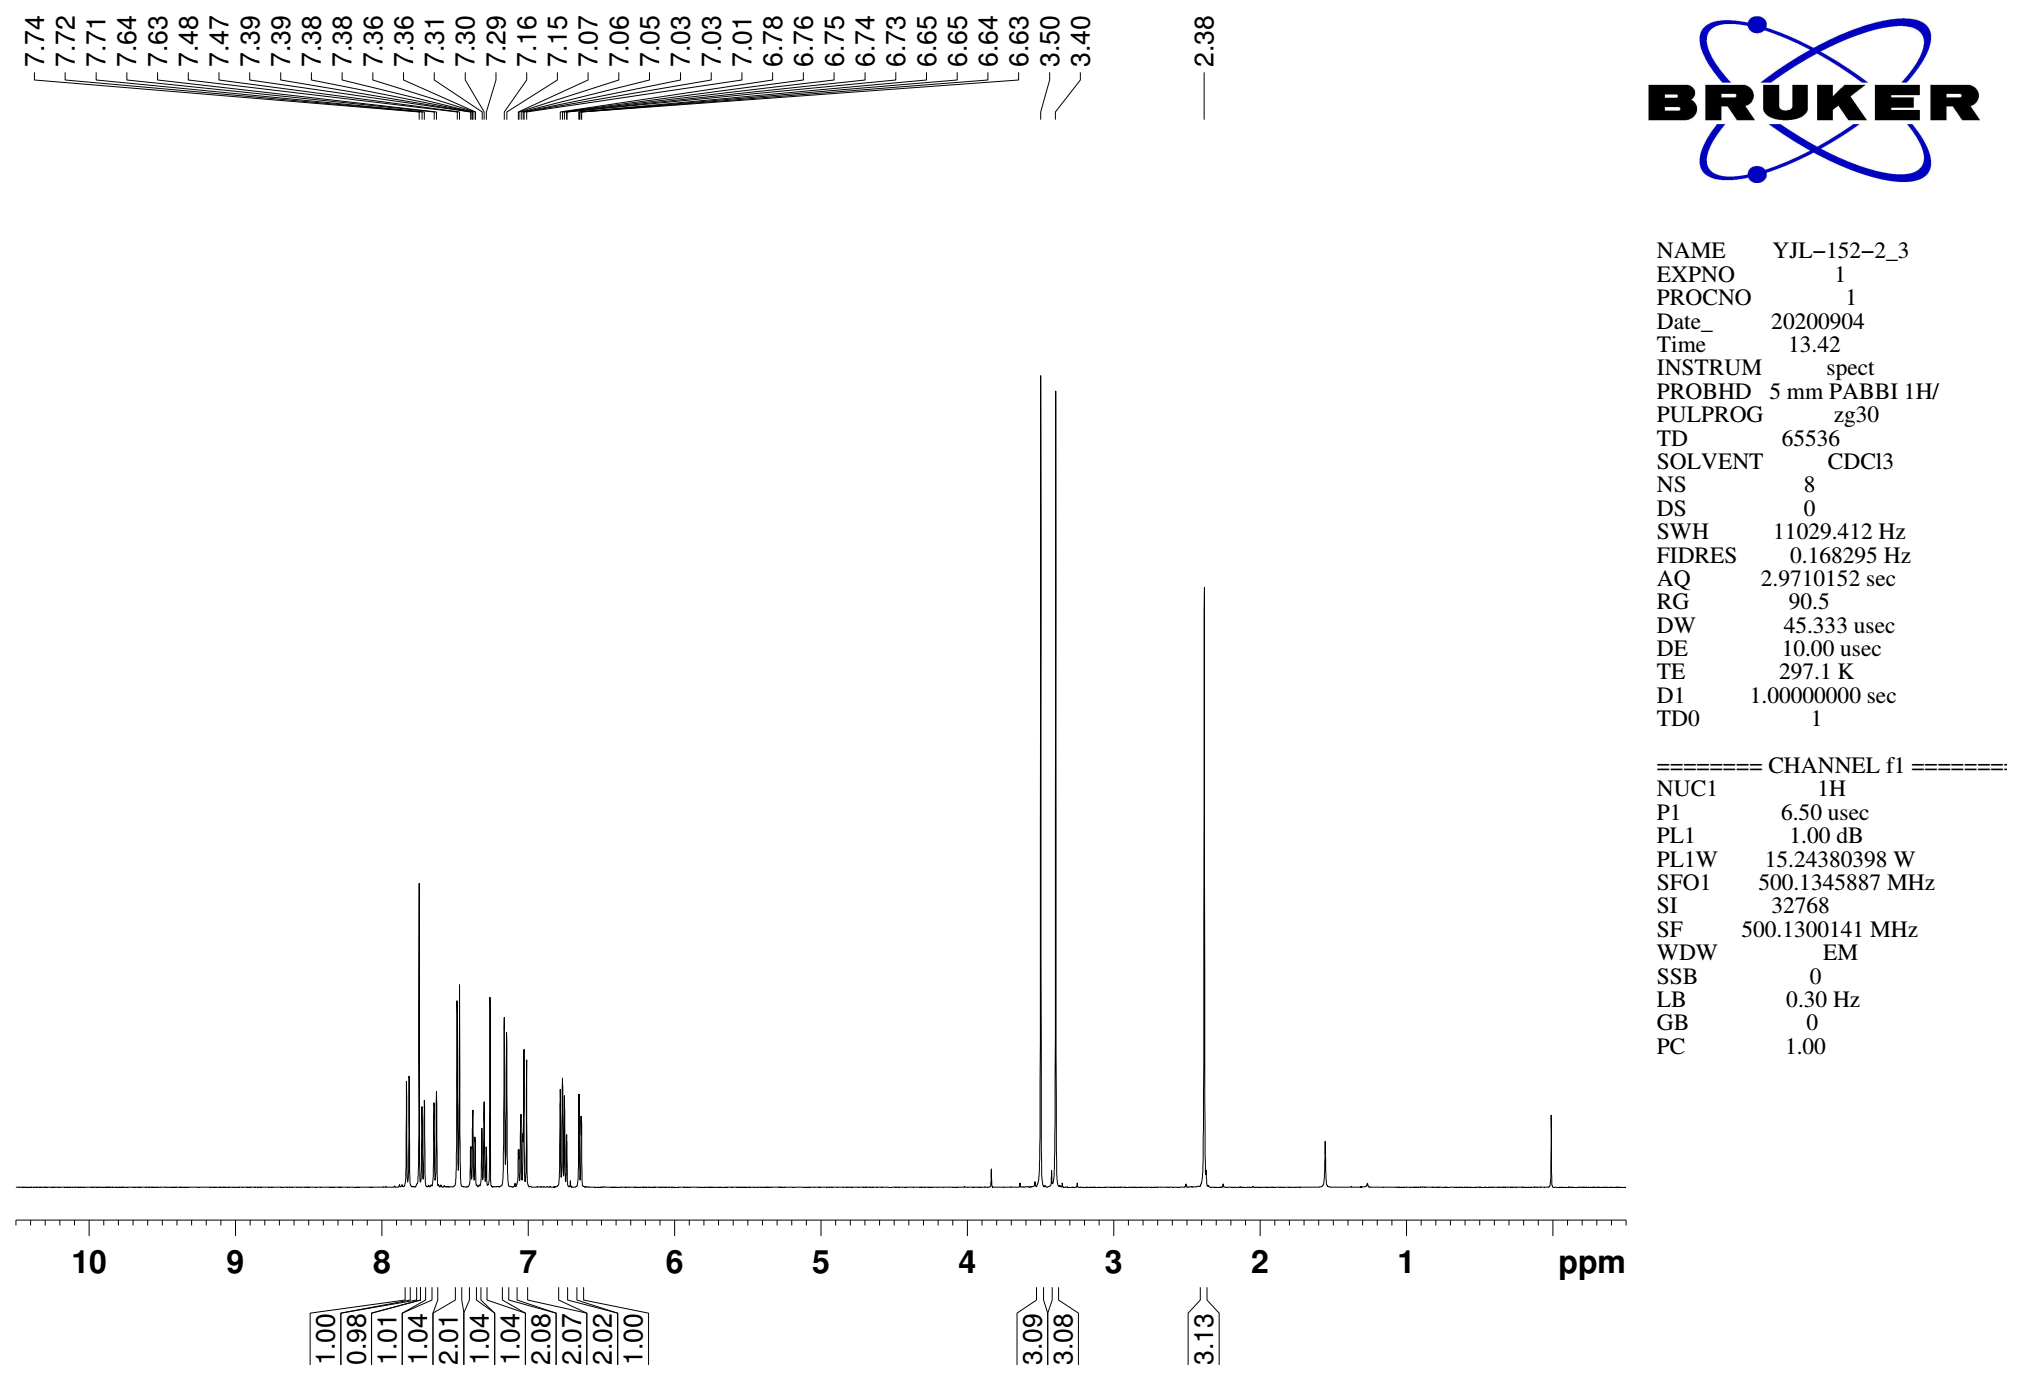 7.74
7.72
7.71
7.64
7.63
7.48
7.47
7.39
7.39
7.38
7.38
7.36
7.36
7.31
7.30
7.29
7.16
7.15
7.07
7.06
7.05
7.03
7.03
7.01
6.78
6.76
6.75
6.74
6.73
6.65
6.65
6.64
6.63
3.50
3.40
2.38
BRUKER
NAME YJL−152−2_3
EXPNO 1
PROCNO 1
Date_ 20200904
Time 13.42
INSTRUM spect
PROBHD 5 mm PABBI 1H/
PULPROG zg30
TD 65536
SOLVENT CDCl3
NS 8
DS 0
SWH 11029.412 Hz
FIDRES 0.168295 Hz
AQ 2.9710152 sec
RG 90.5
DW 45.333 usec
DE 10.00 usec
TE 297.1 K
D1 1.00000000 sec
TD0 1
======== CHANNEL f1 ========
NUC1 1H
P1 6.50 usec
PL1 1.00 dB
PL1W 15.24380398 W
SFO1 500.1345887 MHz
SI 32768
SF 500.1300141 MHz
WDW EM
SSB 0
LB 0.30 Hz
GB 0
PC 1.00
10 9 8 7 6 5 4 3 2 1 ppm
1.00
0.98
1.01
1.04
2.01
1.04
1.04
2.08
2.07
2.02
1.00
3.09
3.08
3.13